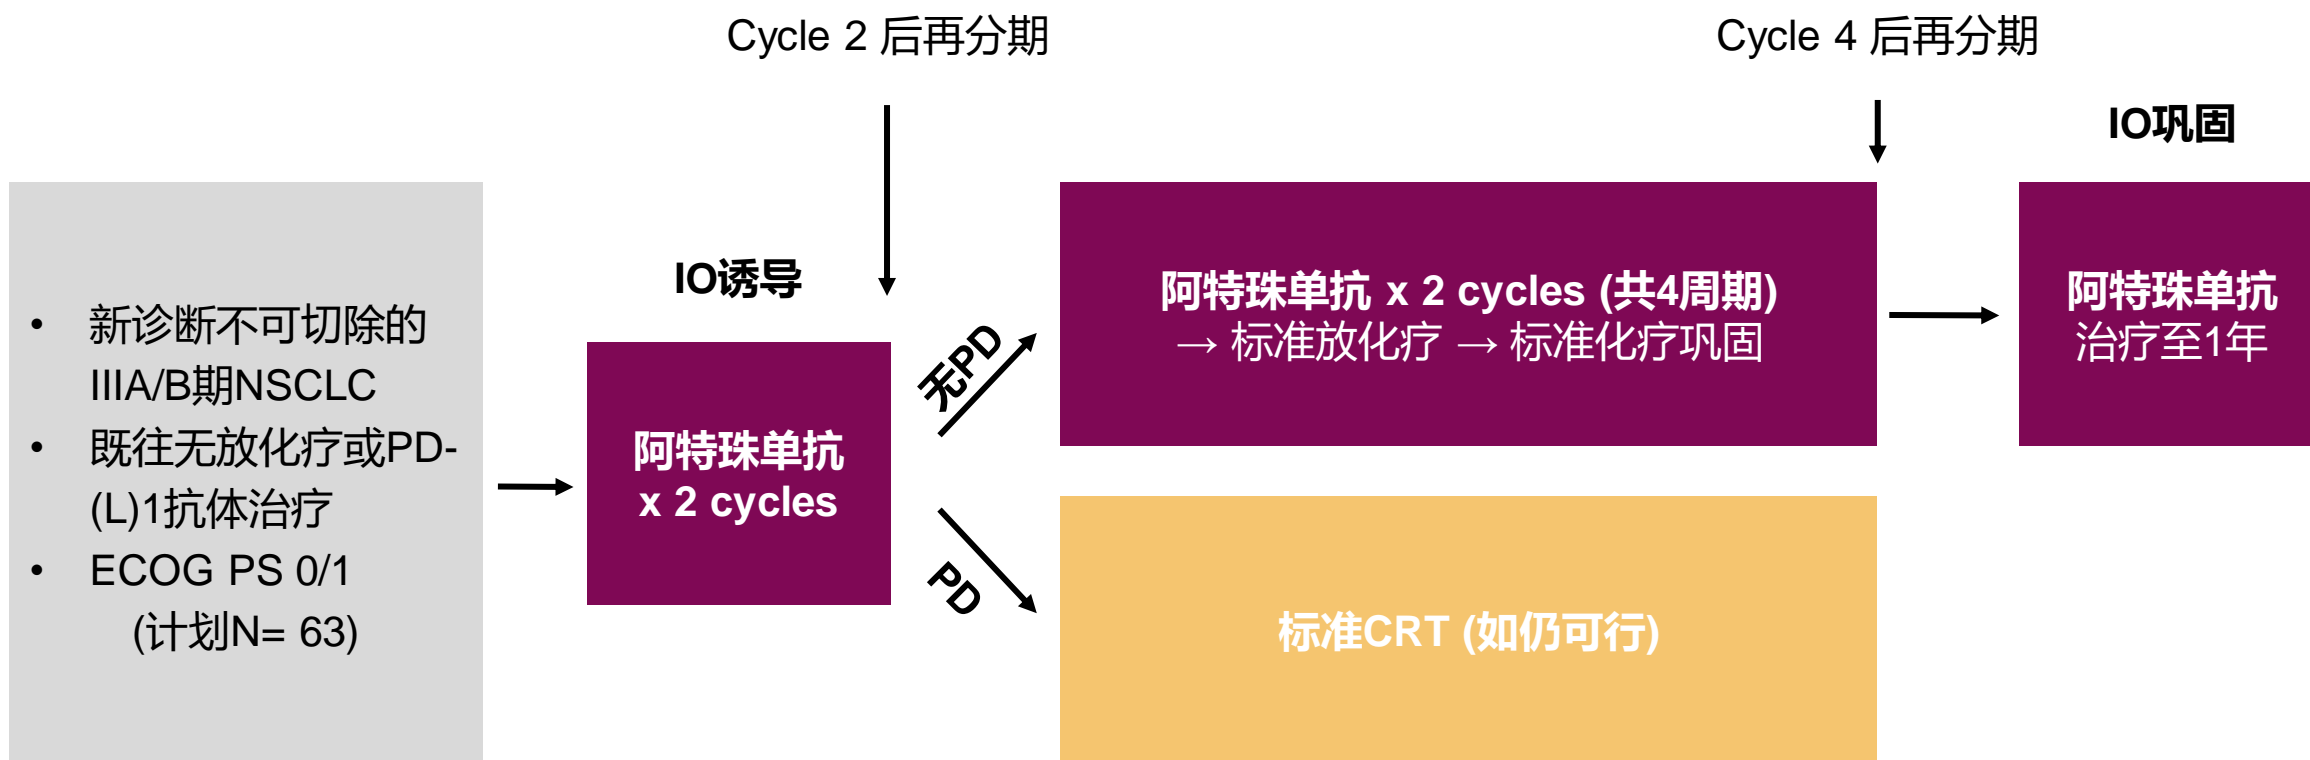 Cycle 2 后再分期
Cycle 4 后再分期
IO巩固
IO诱导
• 新诊断不可切除的
IIIA/B期NSCLC
• 既往无放化疗或PD-
(L)1抗体治疗
• ECOG PS 0/1
(计划N= 63)
阿特珠单抗
x 2 cycles
无PD
PD
阿特珠单抗 x 2 cycles (共4周期)
→ 标准放化疗 → 标准化疗巩固
标准CRT (如仍可行)
阿特珠单抗
治疗至1年